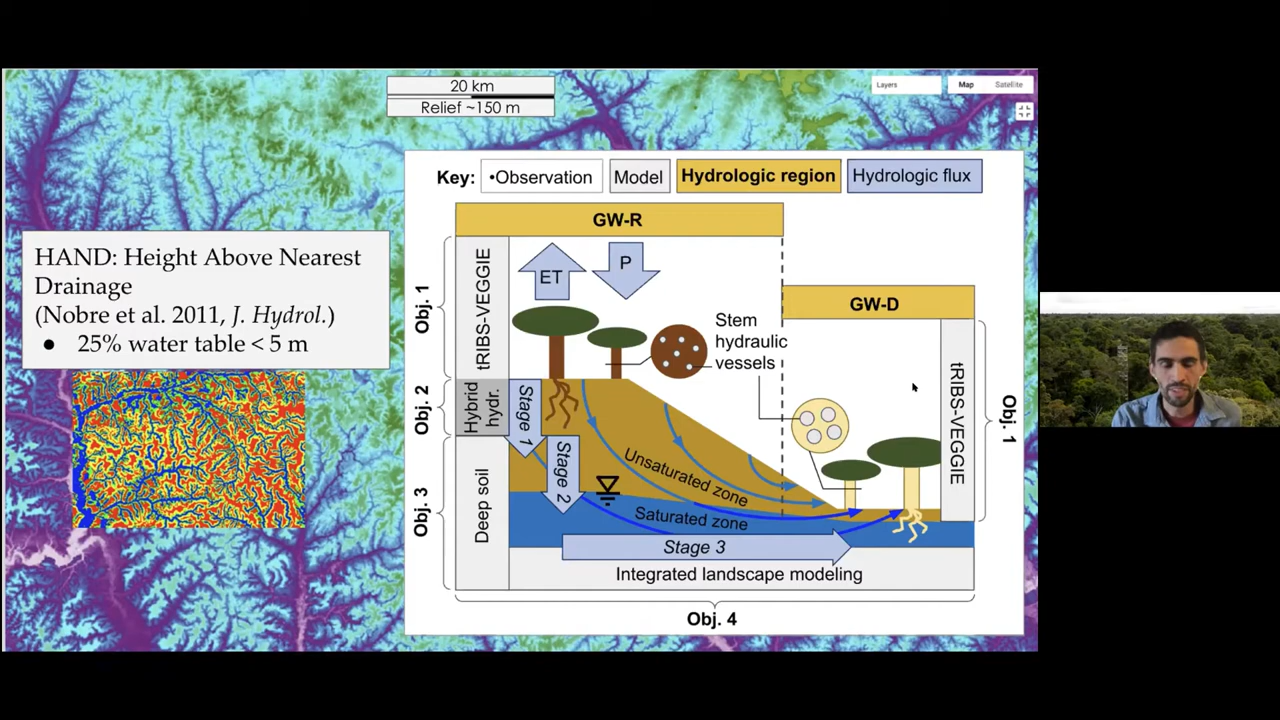 20 km
Relief ~150 m
Layers
Map
Satellite
HAND: Height Above Nearest
Drainage
(Nobre et al. 2011, J. Hydrol.)
● 25% water table < 5 m
Key:
•Observation
Model
Hydrologic region
Hydrologic flux
GW-R
Obj. 1
tRIBS-VEGGIE
ET
P
GW-D
Stem
hydraulic
vessels
tRIBS-VEGGIE
Obj. 1
Obj. 2
Hybrid
hydr.
Stage 1
Stage 2
Obj. 3
Deep soil
Unsaturated zone
Saturated zone
Stage 3
Integrated landscape modeling
Obj. 4